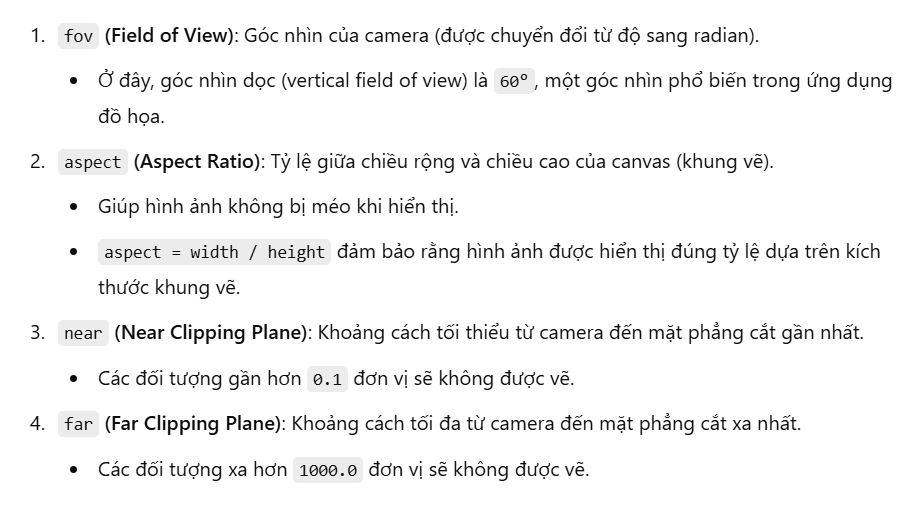 1. fov (Field of View): Góc nhìn của camera (được chuyển đổi từ độ sang radian).
• Ở đây, góc nhìn dọc (vertical field of view) là 60°, một góc nhìn phổ biến trong ứng dụng
đồ họa.
2. aspect (Aspect Ratio): Tỷ lệ giữa chiều rộng và chiều cao của canvas (khung vẽ).
• Giúp hình ảnh không bị méo khi hiển thị.
• aspect = width / height đảm bảo rằng hình ảnh được hiển thị đúng tỷ lệ dựa trên kích
thước khung vẽ.
3. near (Near Clipping Plane): Khoảng cách tối thiểu từ camera đến mặt phẳng cắt gần nhất.
• Các đối tượng gần hơn 0.1 đơn vị sẽ không được vẽ.
4. far (Far Clipping Plane): Khoảng cách tối đa từ camera đến mặt phẳng cắt xa nhất.
• Các đối tượng xa hơn 1000.0 đơn vị sẽ không được vẽ.